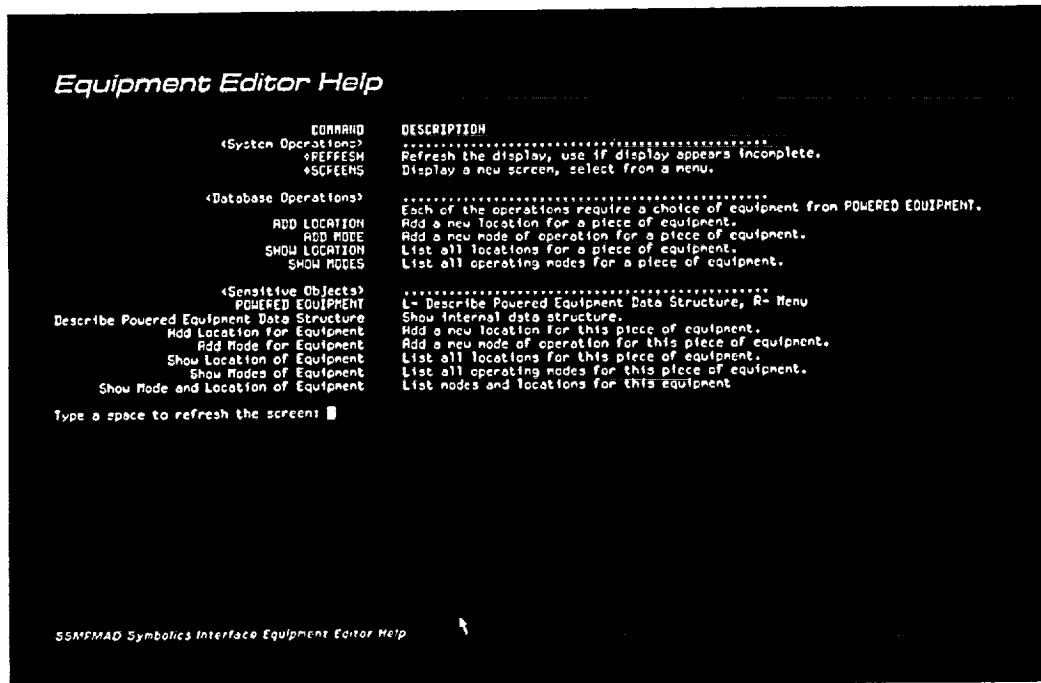 Equipment Editor Help
COMMAND DESCRIPTION
<System Operations> ................................................
◆REFRESH Refresh the display, use if display appears incomplete.
◆SCREENS Display a new screen, select from a menu.
<Database Operations> ................................................
Each of the operations require a choice of equipment from POWERED EQUIPMENT.
ADD LOCATION Add a new location for a piece of equipment.
ADD MODE Add a new mode of operation for a piece of equipment.
SHOW LOCATION List all locations for a piece of equipment.
SHOW MODES List all operating modes for a piece of equipment.
<Sensitive Objects> ................................................
POWERED EQUIPMENT L- Describe Powered Equipment Data Structure, R- Menu
Describe Powered Equipment Data Structure Show internal data structure.
Add Location for Equipment Add a new location for this piece of equipment.
Add Mode for Equipment Add a new mode of operation for this piece of equipment.
Show Location of Equipment List all locations for this piece of equipment.
Show Modes of Equipment List all operating modes for this piece of equipment.
Show Mode and Location of Equipment List modes and locations for this equipment
Type a space to refresh the screen:
SSMPMAD Symbolics Interface Equipment Editor Help